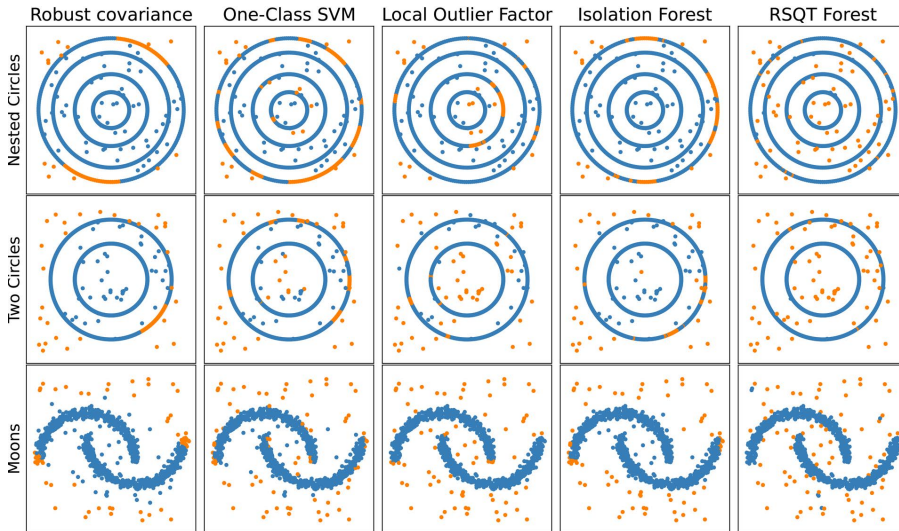 Robust covariance
One-Class SVM
Local Outlier Factor
Isolation Forest
RSQT Forest
Nested Circles
Two Circles
Moons